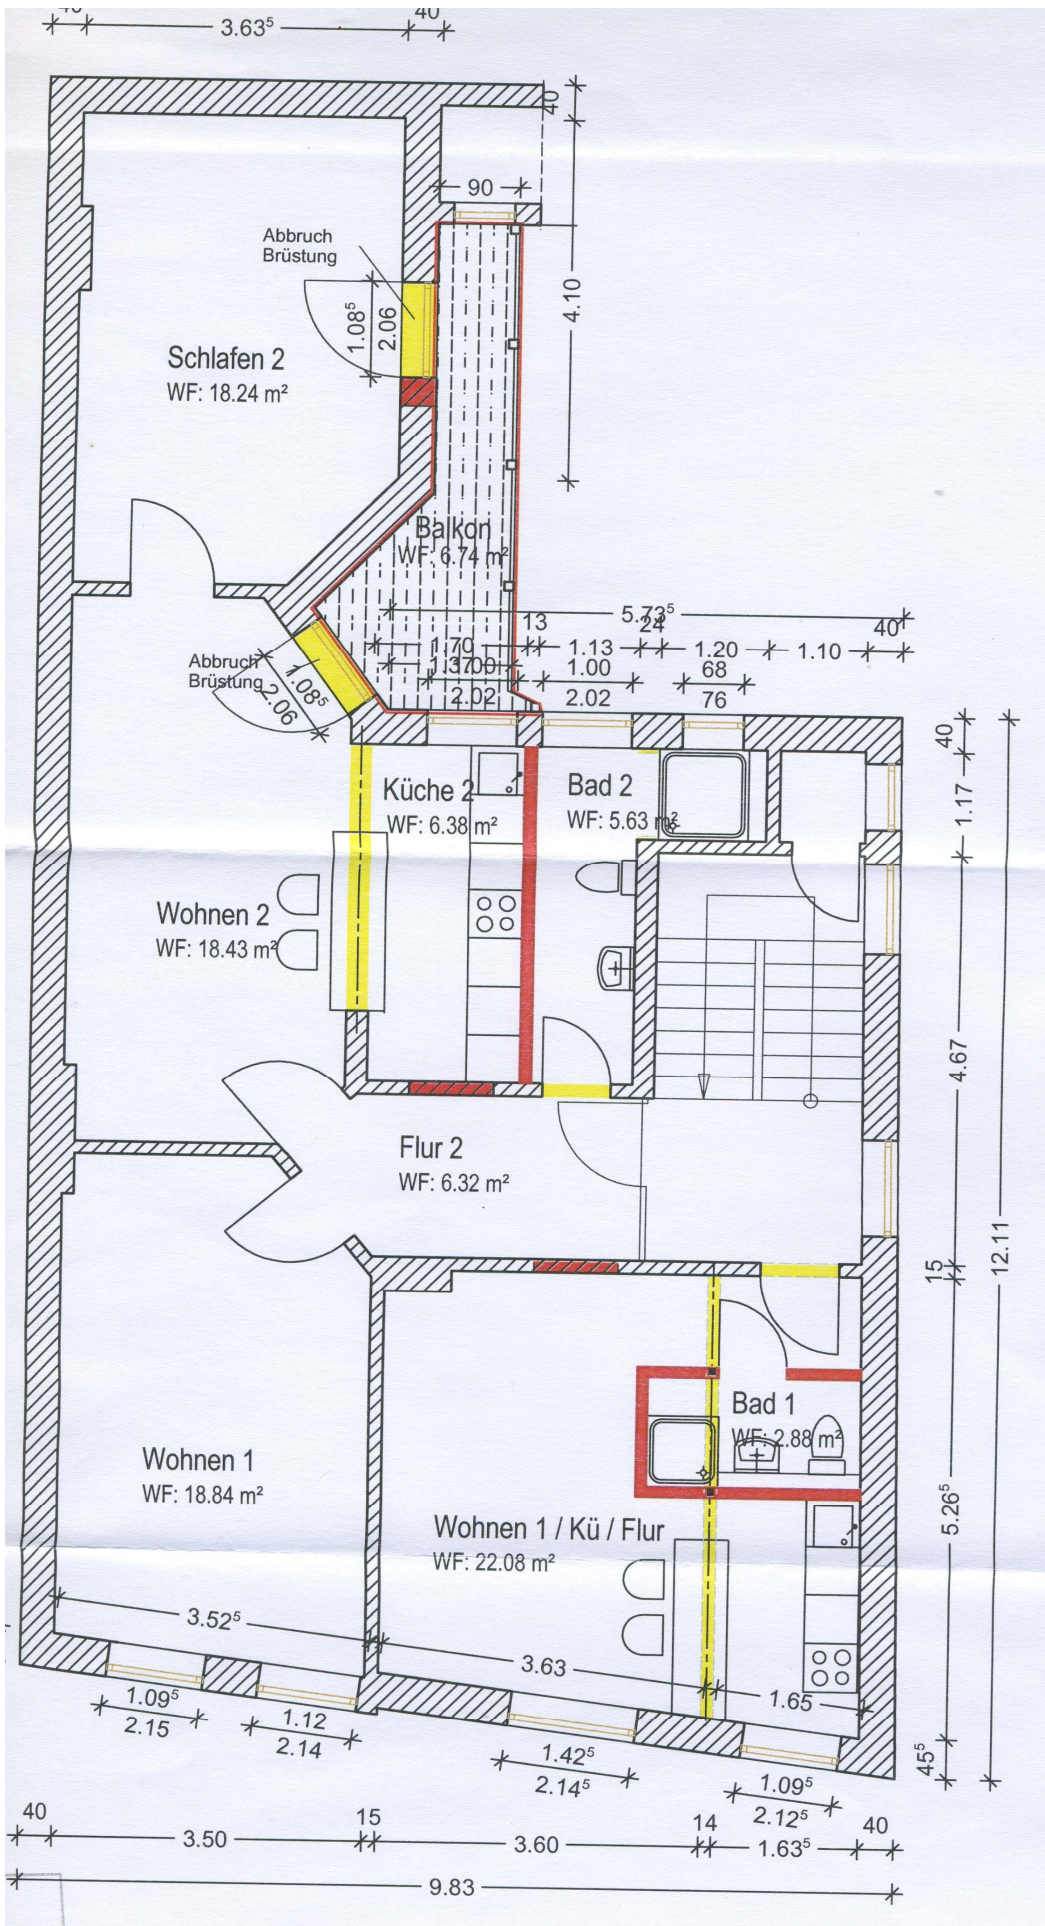 40
3.63⁵
40
40
90
Abbruch
Brüstung
4.10
1.08⁵
2.06
Schlafen 2
WF: 18.24 m²
Balkon
WF: 6.74 m²
5.73⁵
13
24
40
1.70
1.13
1.20
1.10
1.00
68
2.02
2.02
76
Abbruch
Brüstung
1.08⁵
2.06
40
Küche 2
WF: 6.38 m²
Bad 2
WF: 5.63 m²
1.17
Wohnen 2
WF: 18.43 m²
4.67
Flur 2
WF: 6.32 m²
12.11
15
Bad 1
WF: 2.88 m²
Wohnen 1
WF: 18.84 m²
Wohnen 1 / Kü / Flur
WF: 22.08 m²
5.26⁵
3.52⁵
3.63
1.65
1.09⁵
2.15
1.12
2.14
1.42⁵
2.14⁵
1.09⁵
2.12⁵
45⁵
40
3.50
15
3.60
14
1.63⁵
40
9.83